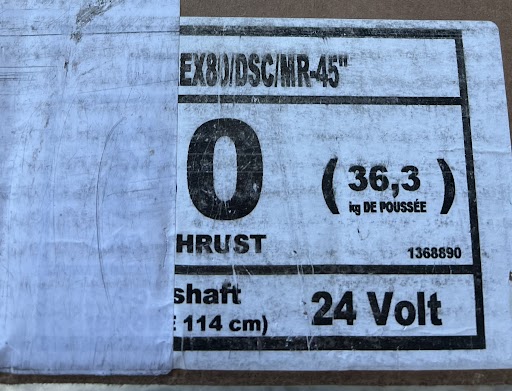 EX80/DSC/MR-45"
0
( 36,3 )
kg DE POUSSÉE
HRUST
1368890
shaft
24 Volt
E 114 cm)